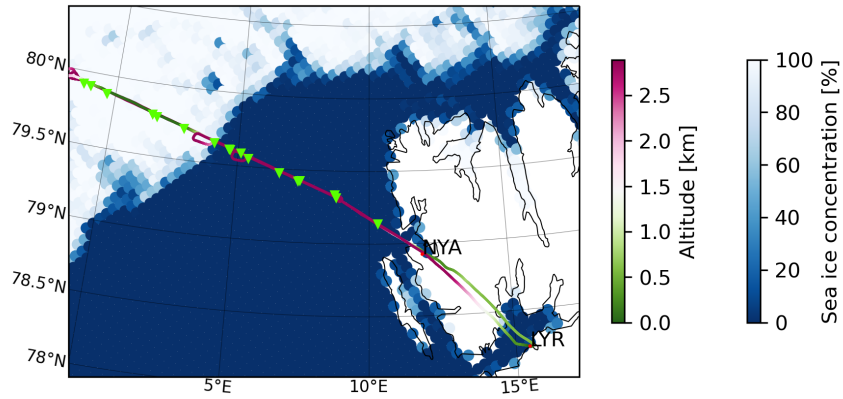 80°N
79.5°N
79°N
78.5°N
78°N
5°E
10°E
15°E
NYA
LYR
2.5
2.0
1.5
1.0
0.5
0.0
Altitude [km]
100
80
60
40
20
0
Sea ice concentration [%]